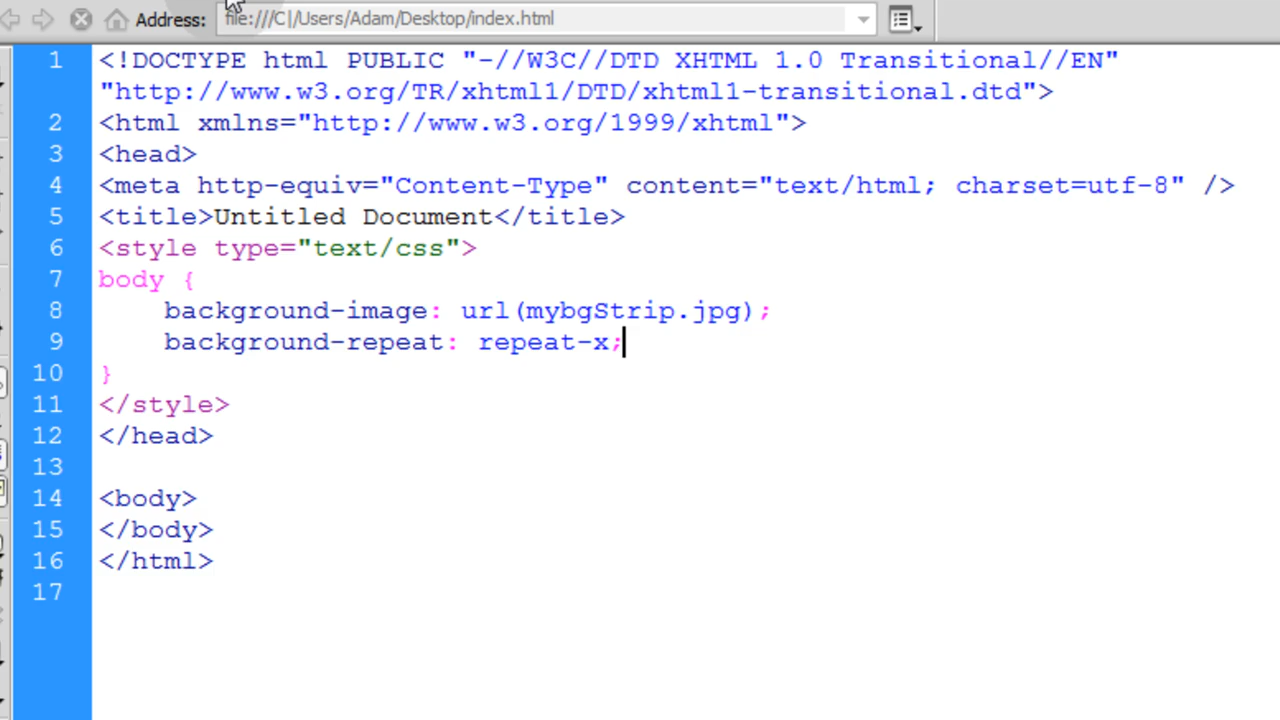 Address: file:///C|/Users/Adam/Desktop/index.html
1 <!DOCTYPE html PUBLIC "-//W3C//DTD XHTML 1.0 Transitional//EN"
"http://www.w3.org/TR/xhtml1/DTD/xhtml1-transitional.dtd">
2 <html xmlns="http://www.w3.org/1999/xhtml">
3 <head>
4 <meta http-equiv="Content-Type" content="text/html; charset=utf-8" />
5 <title>Untitled Document</title>
6 <style type="text/css">
7 body {
8 background-image: url(mybgStrip.jpg);
9 background-repeat: repeat-x;
10 }
11 </style>
12 </head>
13
14 <body>
15 </body>
16 </html>
17